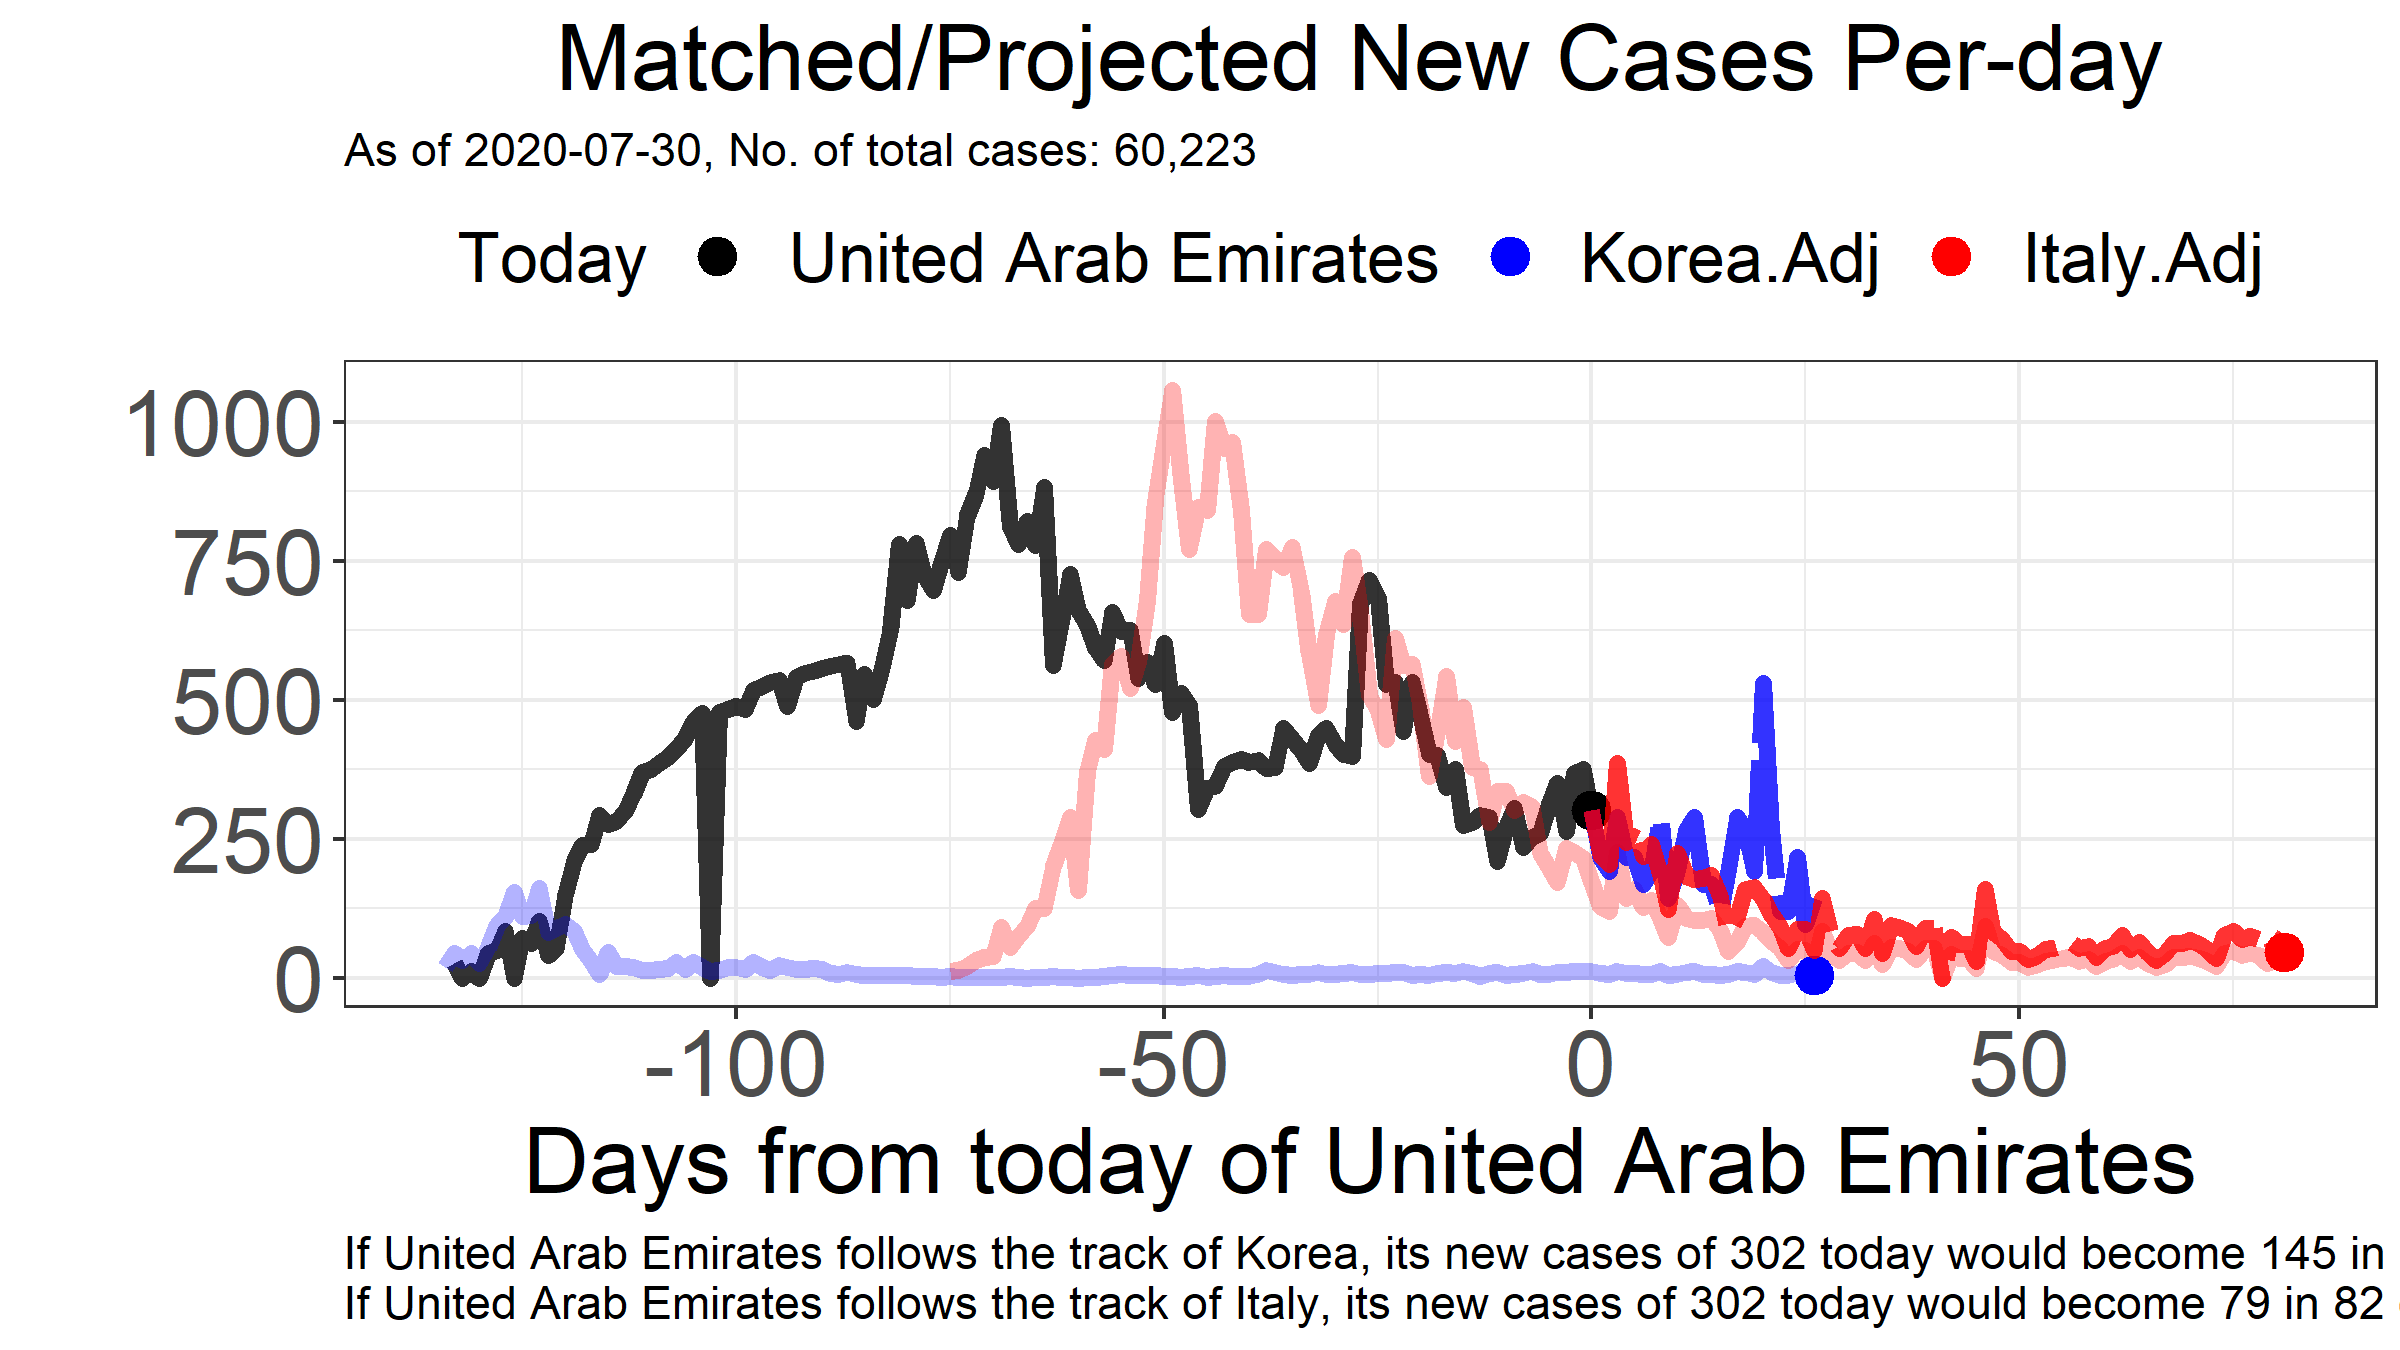 Matched/Projected New Cases Per-day
As of 2020-07-30, No. of total cases: 60,223
Today United Arab Emirates Korea.Adj Italy.Adj
1000
750
500
250
0
-100 -50 0 50
Days from today of United Arab Emirates
If United Arab Emirates follows the track of Korea, its new cases of 302 today would become 145 in
If United Arab Emirates follows the track of Italy, its new cases of 302 today would become 79 in 82